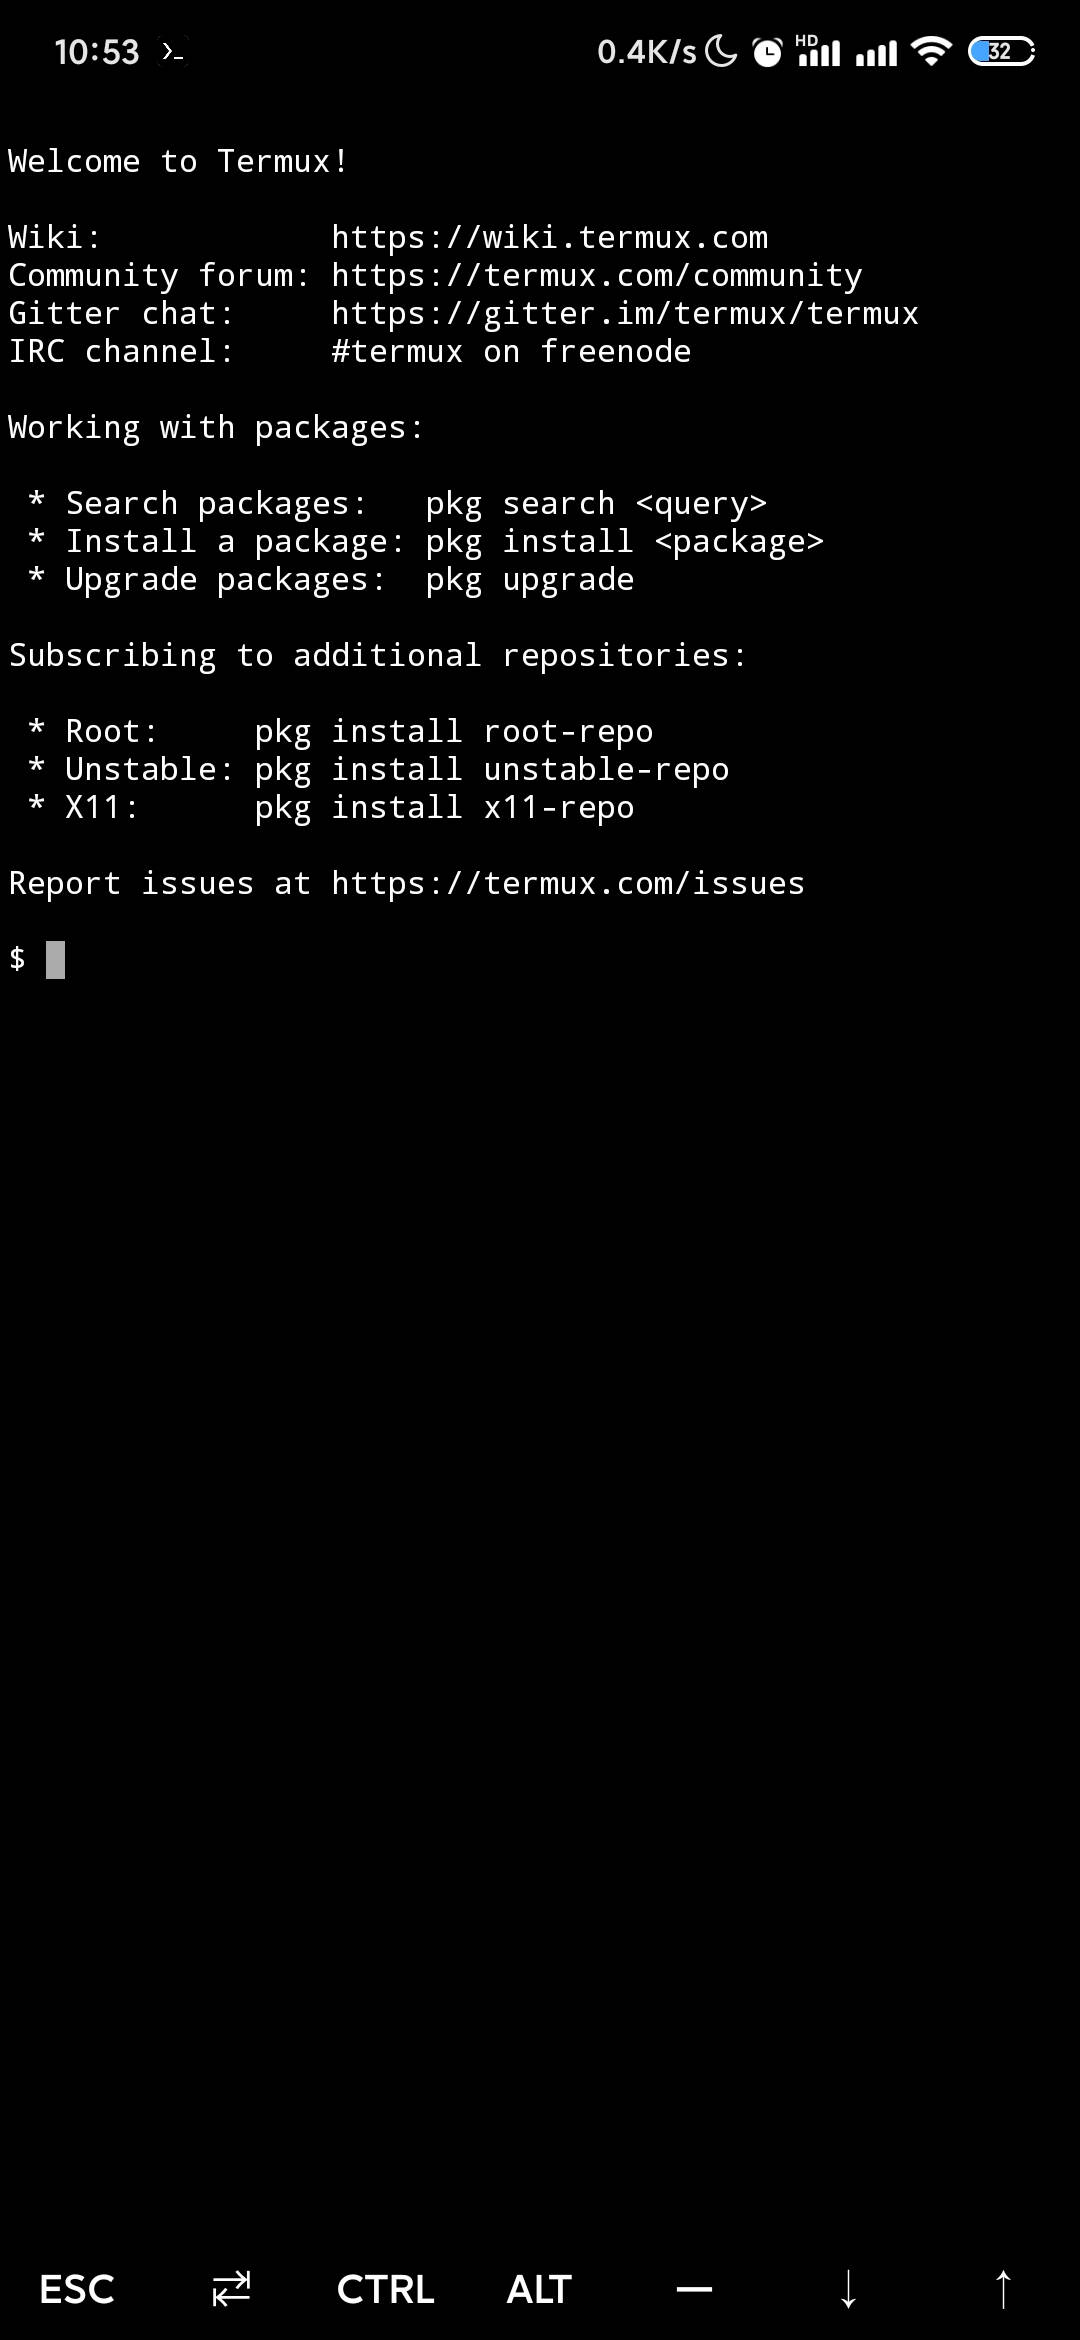 10:53 0.4K/s HD 32
Welcome to Termux!
Wiki: https://wiki.termux.com
Community forum: https://termux.com/community
Gitter chat: https://gitter.im/termux/termux
IRC channel: #termux on freenode
Working with packages:
* Search packages: pkg search <query>
* Install a package: pkg install <package>
* Upgrade packages: pkg upgrade
Subscribing to additional repositories:
* Root: pkg install root-repo
* Unstable: pkg install unstable-repo
* X11: pkg install x11-repo
Report issues at https://termux.com/issues
$
ESC ⇄ CTRL ALT — ↓ ↑